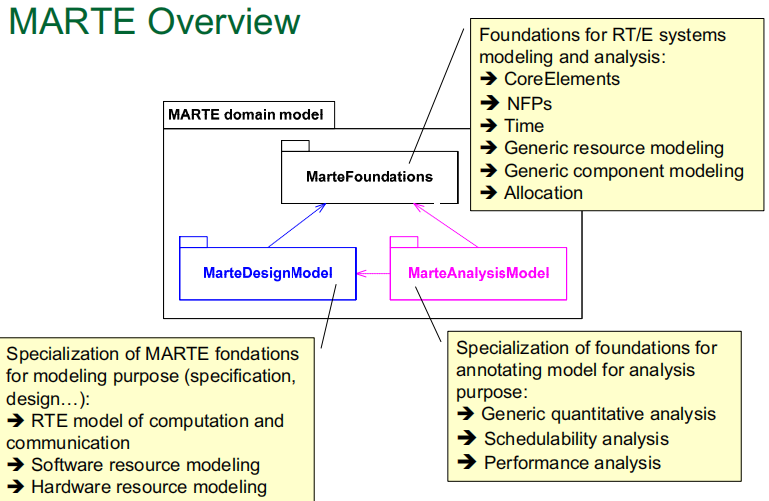 MARTE Overview
Foundations for RT/E systems
modeling and analysis:
➔ CoreElements
➔ NFPs
➔ Time
➔ Generic resource modeling
➔ Generic component modeling
➔ Allocation
MARTE domain model
MarteFoundations
MarteDesignModel
MarteAnalysisModel
Specialization of MARTE fondations
for modeling purpose (specification,
design…):
➔ RTE model of computation and
communication
➔ Software resource modeling
➔ Hardware resource modeling
Specialization of foundations for
annotating model for analysis
purpose:
➔ Generic quantitative analysis
➔ Schedulability analysis
➔ Performance analysis